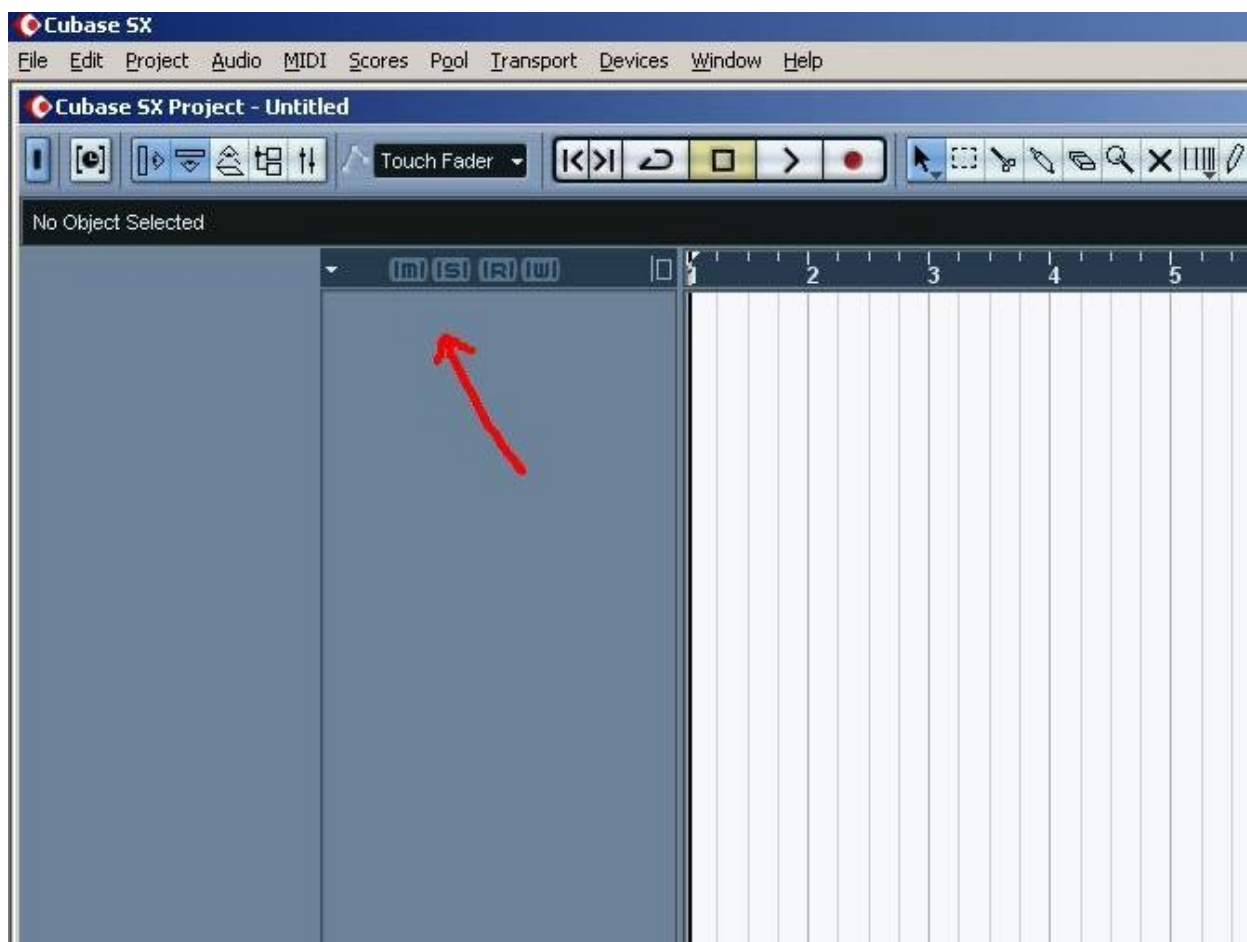 Cubase SX
File Edit Project Audio MIDI Scores Pool Transport Devices Window Help
Cubase SX Project - Untitled
Touch Fader
No Object Selected
M S R W
1 2 3 4 5